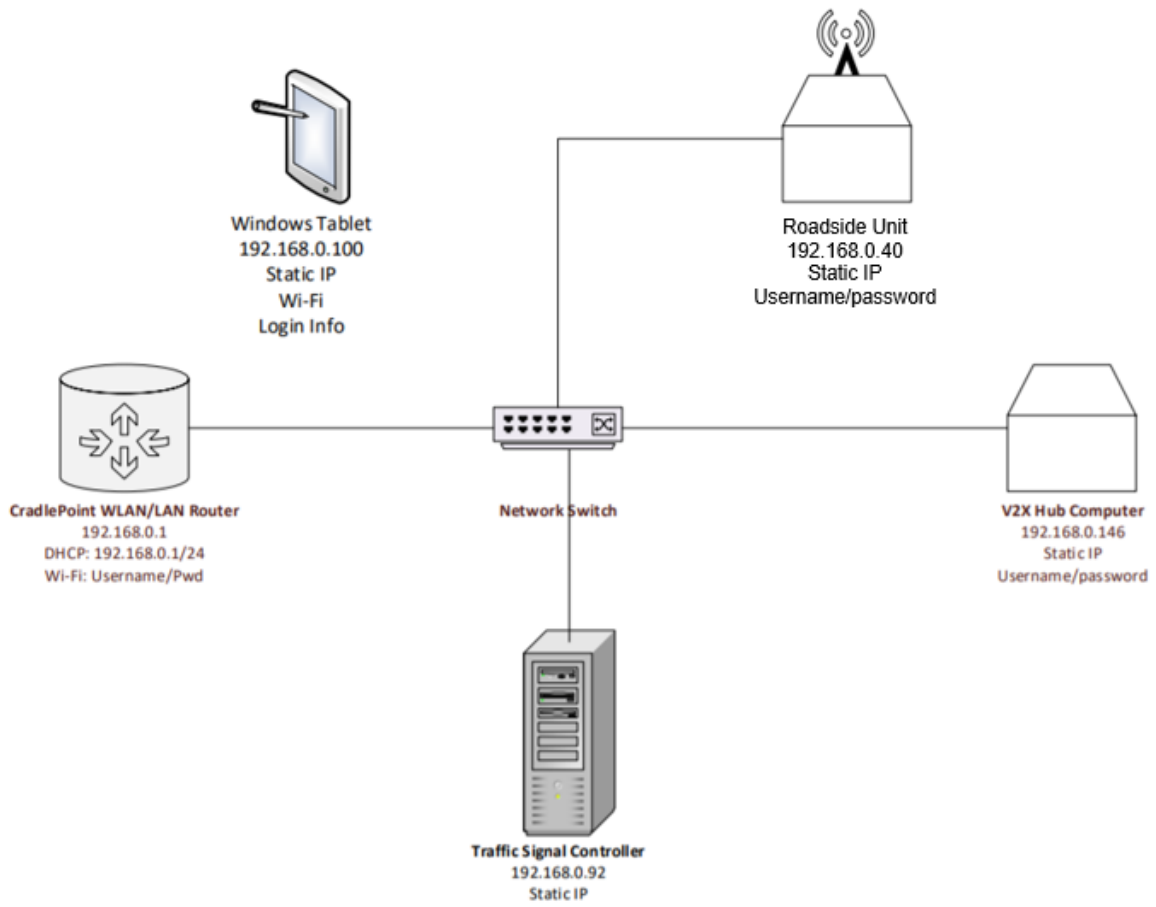 Windows Tablet
192.168.0.100
Static IP
Wi-Fi
Login Info
Roadside Unit
192.168.0.40
Static IP
Username/password
CradlePoint WLAN/LAN Router
192.168.0.1
DHCP: 192.168.0.1/24
Wi-Fi: Username/Pwd
Network Switch
V2X Hub Computer
192.168.0.146
Static IP
Username/password
Traffic Signal Controller
192.168.0.92
Static IP